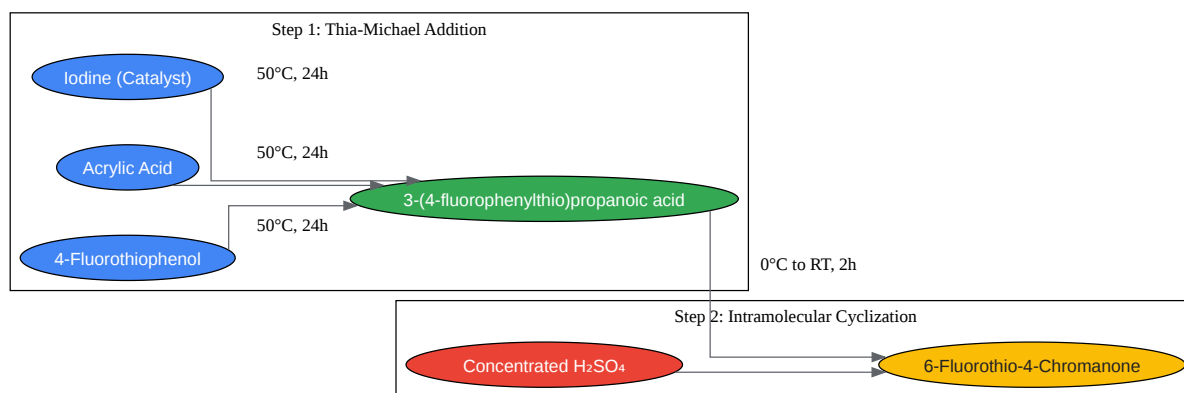 Step 1: Thia-Michael Addition
Iodine (Catalyst)
50°C, 24h
Acrylic Acid
50°C, 24h
3-(4-fluorophenylthio)propanoic acid
4-Fluorothiophenol
50°C, 24h
0°C to RT, 2h
Step 2: Intramolecular Cyclization
Concentrated H₂SO₄
6-Fluorothio-4-Chromanone